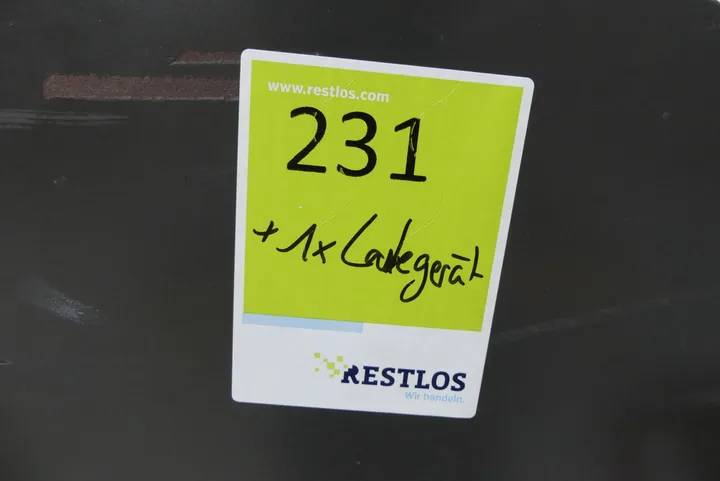 www.restlos.com
231
+ 1x Ladegerät
RESTLOS
Wir handeln.